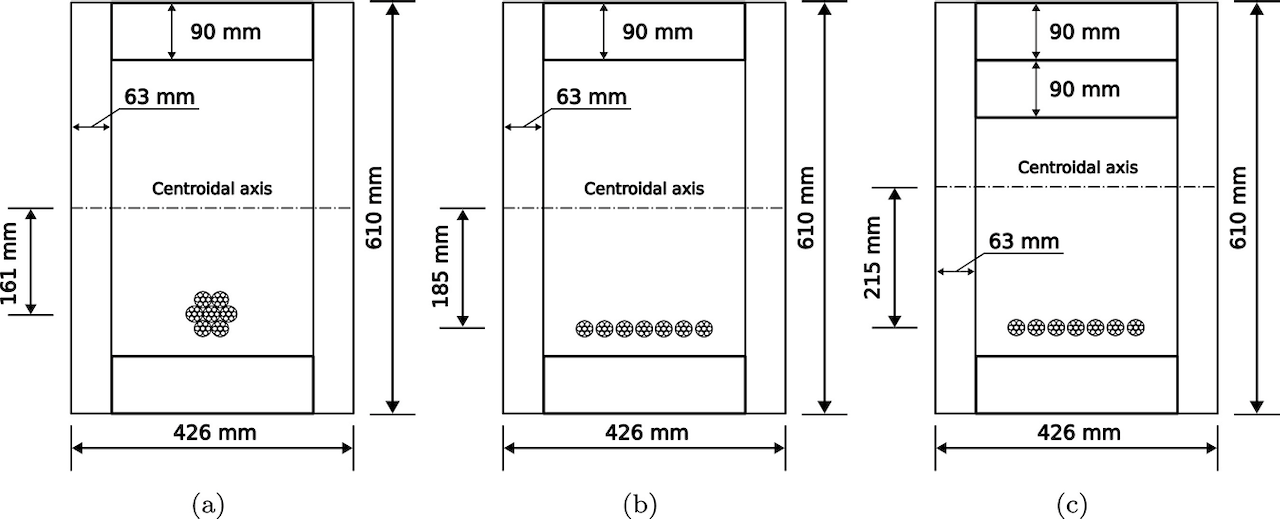 90 mm
63 mm
Centroidal axis
161 mm
610 mm
426 mm
(a)
90 mm
63 mm
Centroidal axis
185 mm
610 mm
426 mm
(b)
90 mm
90 mm
Centroidal axis
215 mm
63 mm
610 mm
426 mm
(c)